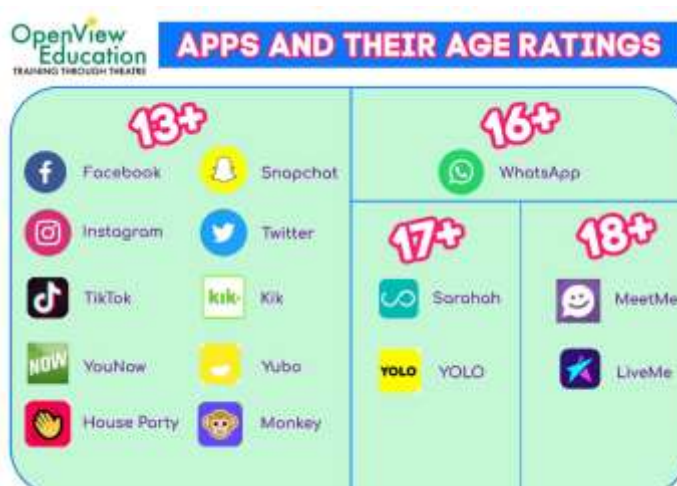 OpenView
Education
TRAINING THROUGH THEATRE
APPS AND THEIR AGE RATINGS
13+
Facebook
Snapchat
Instagram
Twitter
TikTok
kik.
Kik
NOW
YouNow
Yubo
House Party
Monkey
16+
WhatsApp
17+
Sarahah
YOLO
YOLO
18+
MeetMe
LiveMe